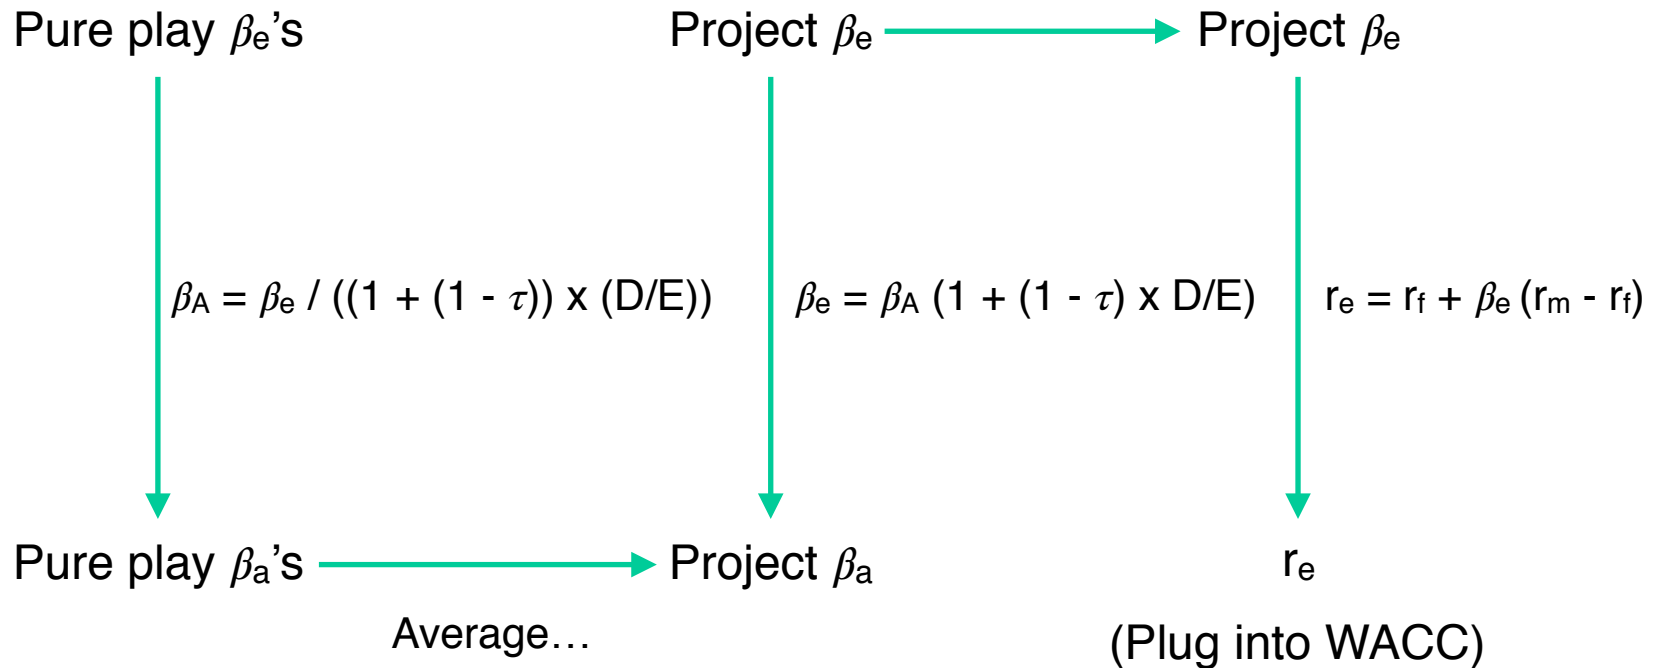 Pure play βe's
Project βe
Project βe
βA = βe / ((1 + (1 - τ)) x (D/E))
βe = βA (1 + (1 - τ) x D/E)
re = rf + βe (rm - rf)
Pure play βa's
Project βa
re
Average…
(Plug into WACC)